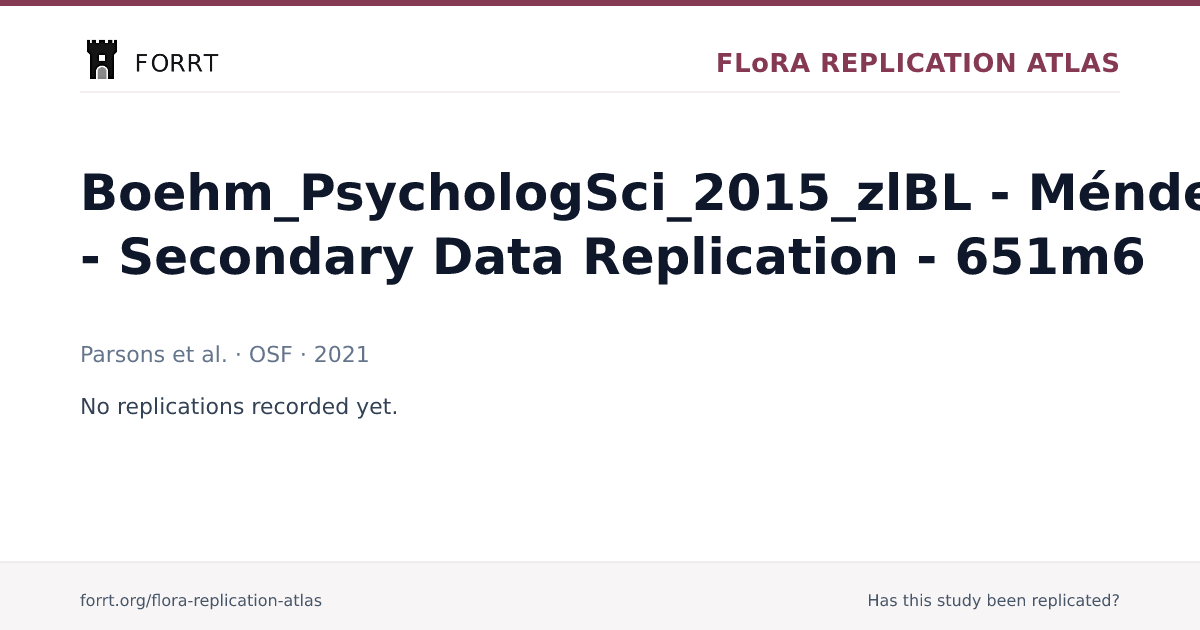 FORRT
FLoRA REPLICATION ATLAS
Boehm_PsychologSci_2015_zlBL -
- Secondary Data Replication - 651m6
Parsons et al. · OSF · 2021
No replications recorded yet.
forrt.org/flora-replication-atlas
Has this study been replicated?